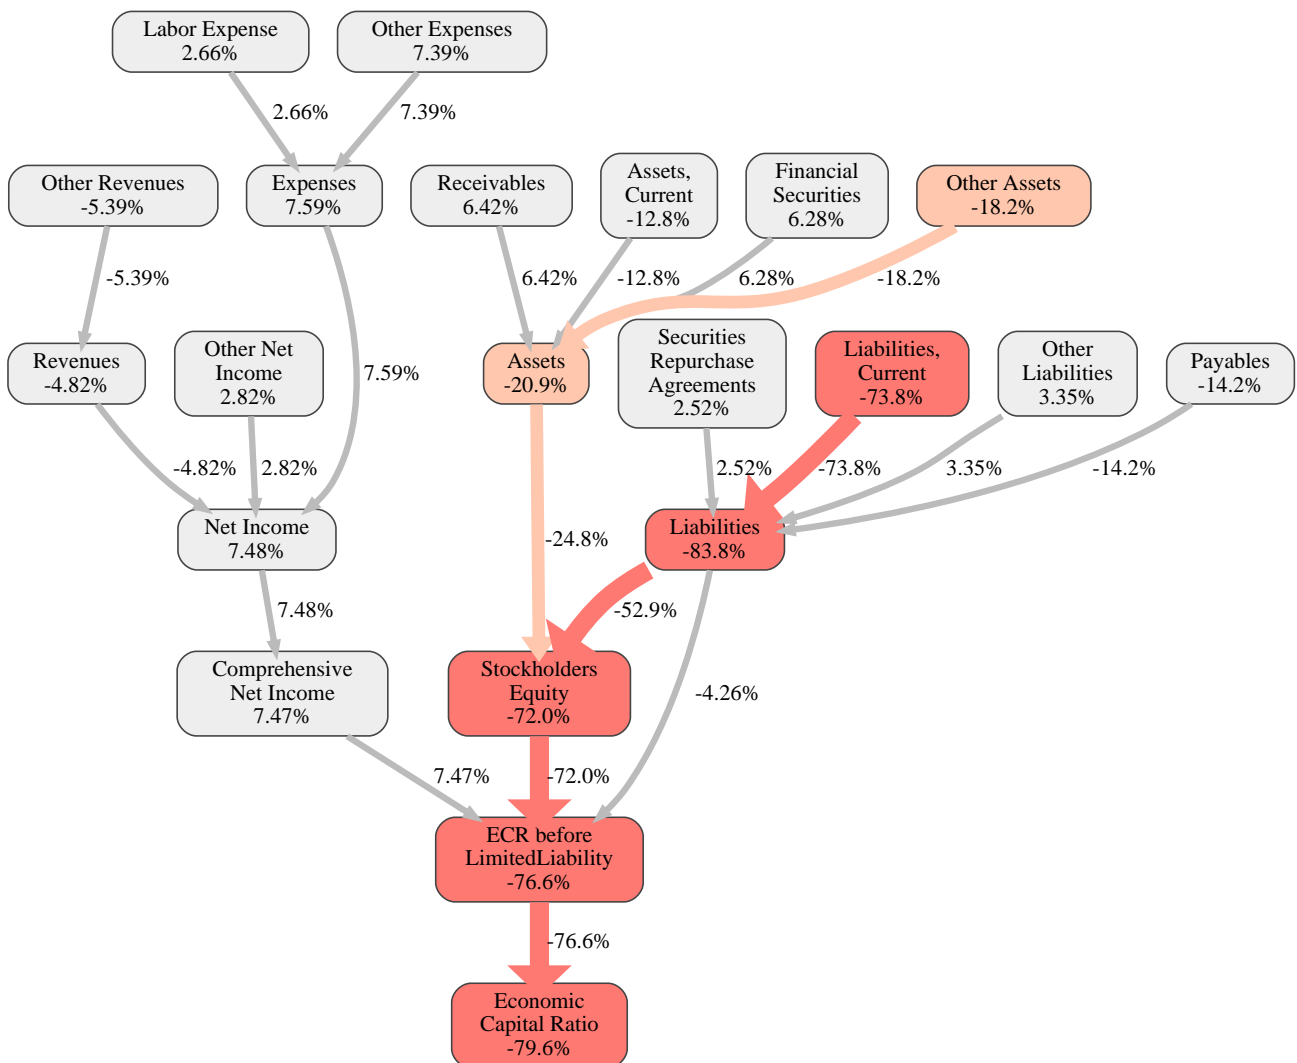 Labor Expense
2.66%
Other Expenses
7.39%
2.66%
7.39%
Other Revenues
-5.39%
Expenses
7.59%
Receivables
6.42%
Assets,
Current
-12.8%
Financial
Securities
6.28%
Other Assets
-18.2%
-5.39%
6.42%
-12.8%
6.28%
-18.2%
Revenues
-4.82%
Other Net
Income
2.82%
7.59%
Assets
-20.9%
Securities
Repurchase
Agreements
2.52%
Liabilities,
Current
-73.8%
Other
Liabilities
3.35%
Payables
-14.2%
-4.82%
2.82%
2.52%
-73.8%
3.35%
-14.2%
Net Income
7.48%
-24.8%
Liabilities
-83.8%
7.48%
-52.9%
Comprehensive
Net Income
7.47%
Stockholders
Equity
-72.0%
-4.26%
7.47%
-72.0%
ECR before
LimitedLiability
-76.6%
-76.6%
Economic
Capital Ratio
-79.6%